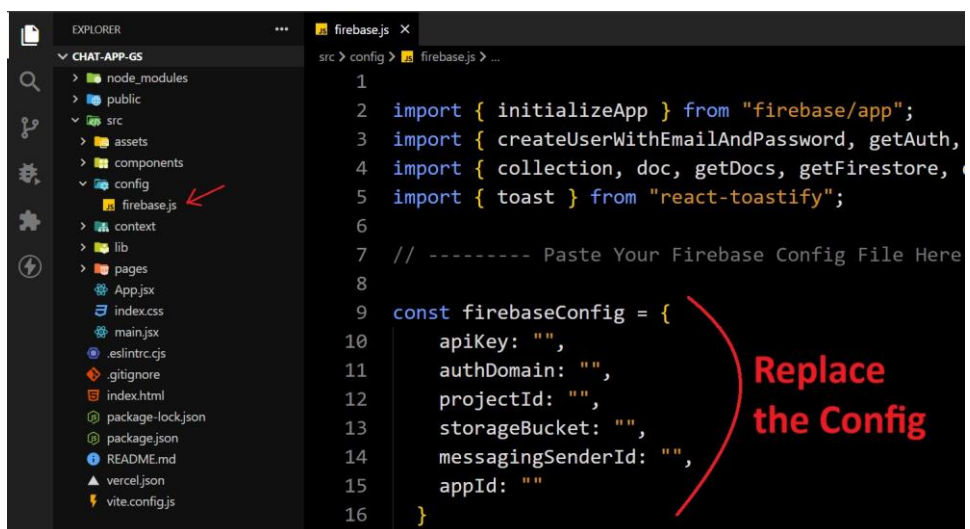 EXPLORER
CHAT-APP-GS
node_modules
public
src
assets
components
config
firebase.js
context
lib
pages
App.jsx
index.css
main.jsx
.eslintrc.cjs
.gitignore
index.html
package-lock.json
package.json
README.md
vercel.json
vite.config.js
JS firebase.js
src > config > JS firebase.js > ...
1
2 import { initializeApp } from "firebase/app";
3 import { createUserWithEmailAndPassword, getAuth,
4 import { collection, doc, getDocs, getFirestore,
5 import { toast } from "react-toastify";
6
7 // --------- Paste Your Firebase Config File Here
8
9 const firebaseConfig = {
10 apiKey: "",
11 authDomain: "",
12 projectId: "",
13 storageBucket: "",
14 messagingSenderId: "",
15 appId: ""
16 }
Replace
the Config